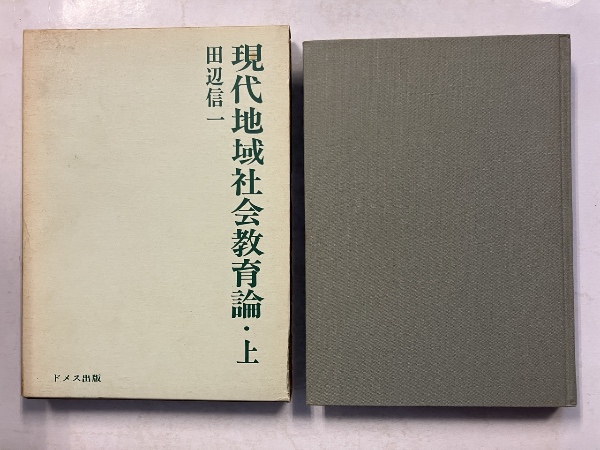 現代地域社会教育論・上
田辺信一
ドメス出版